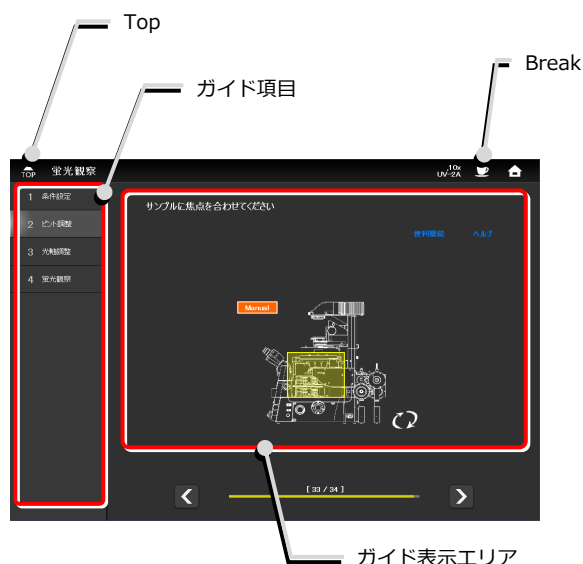 Top
Break
ガイド項目
TOP 蛍光観察
10x
UV-2A
1 条件設定
2 ピント調整
3 光軸調整
4 蛍光観察
サンプルに焦点を合わせてください
便利機能 ヘルプ
Manual
[ 33 / 34 ]
ガイド表示エリア